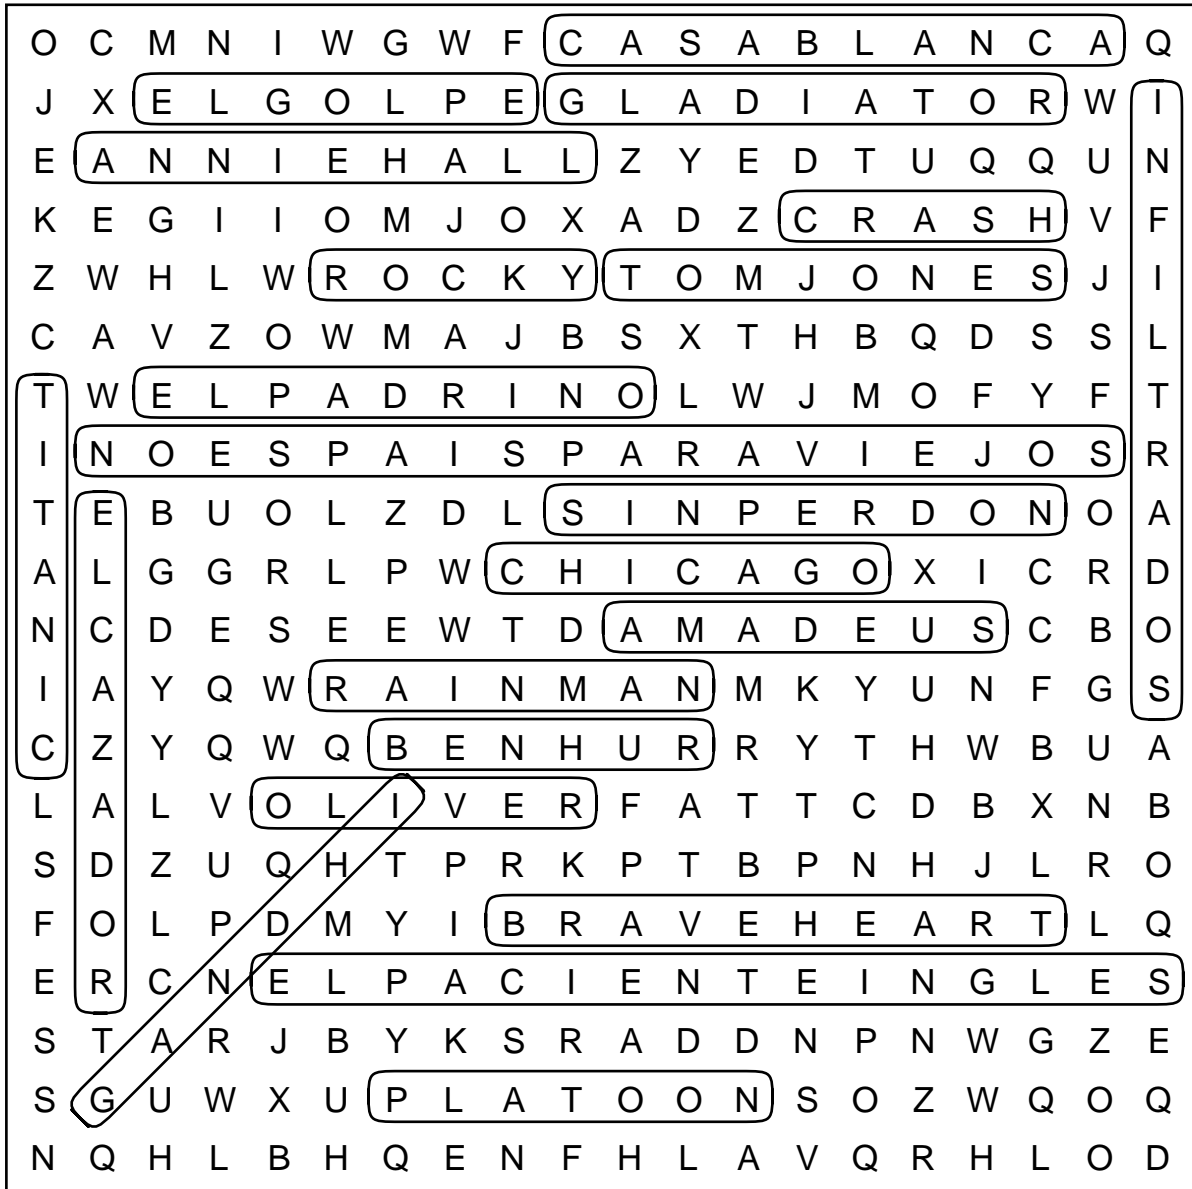 O C M N I W G W F C A S A B L A N C A Q
J X E L G O L P E G L A D I A T O R W I
E A N N I E H A L L Z Y E D T U Q Q U N
K E G I I O M J O X A D Z C R A S H V F
Z W H L W R O C K Y T O M J O N E S J I
C A V Z O W M A J B S X T H B Q D S S L
T W E L P A D R I N O L W J M O F Y F T
I N O E S P A I S P A R A V I E J O S R
T E B U O L Z D L S I N P E R D O N O A
A L G G R L P W C H I C A G O X I C R D
N C D E S E E W T D A M A D E U S C B O
I A Y Q W R A I N M A N M K Y U N F G S
C Z Y Q W Q B E N H U R R Y T H W B U A
L A L V O L I V E R F A T T C D B X N B
S D Z U Q H T P R K P T B P N H J L R O
F O L P D M Y I B R A V E H E A R T L Q
E R C N E L P A C I E N T E I N G L E S
S T A R J B Y K S R A D D N P N W G Z E
S G U W X U P L A T O O N S O Z W Q O Q
N Q H L B H Q E N F H L A V Q R H L O D